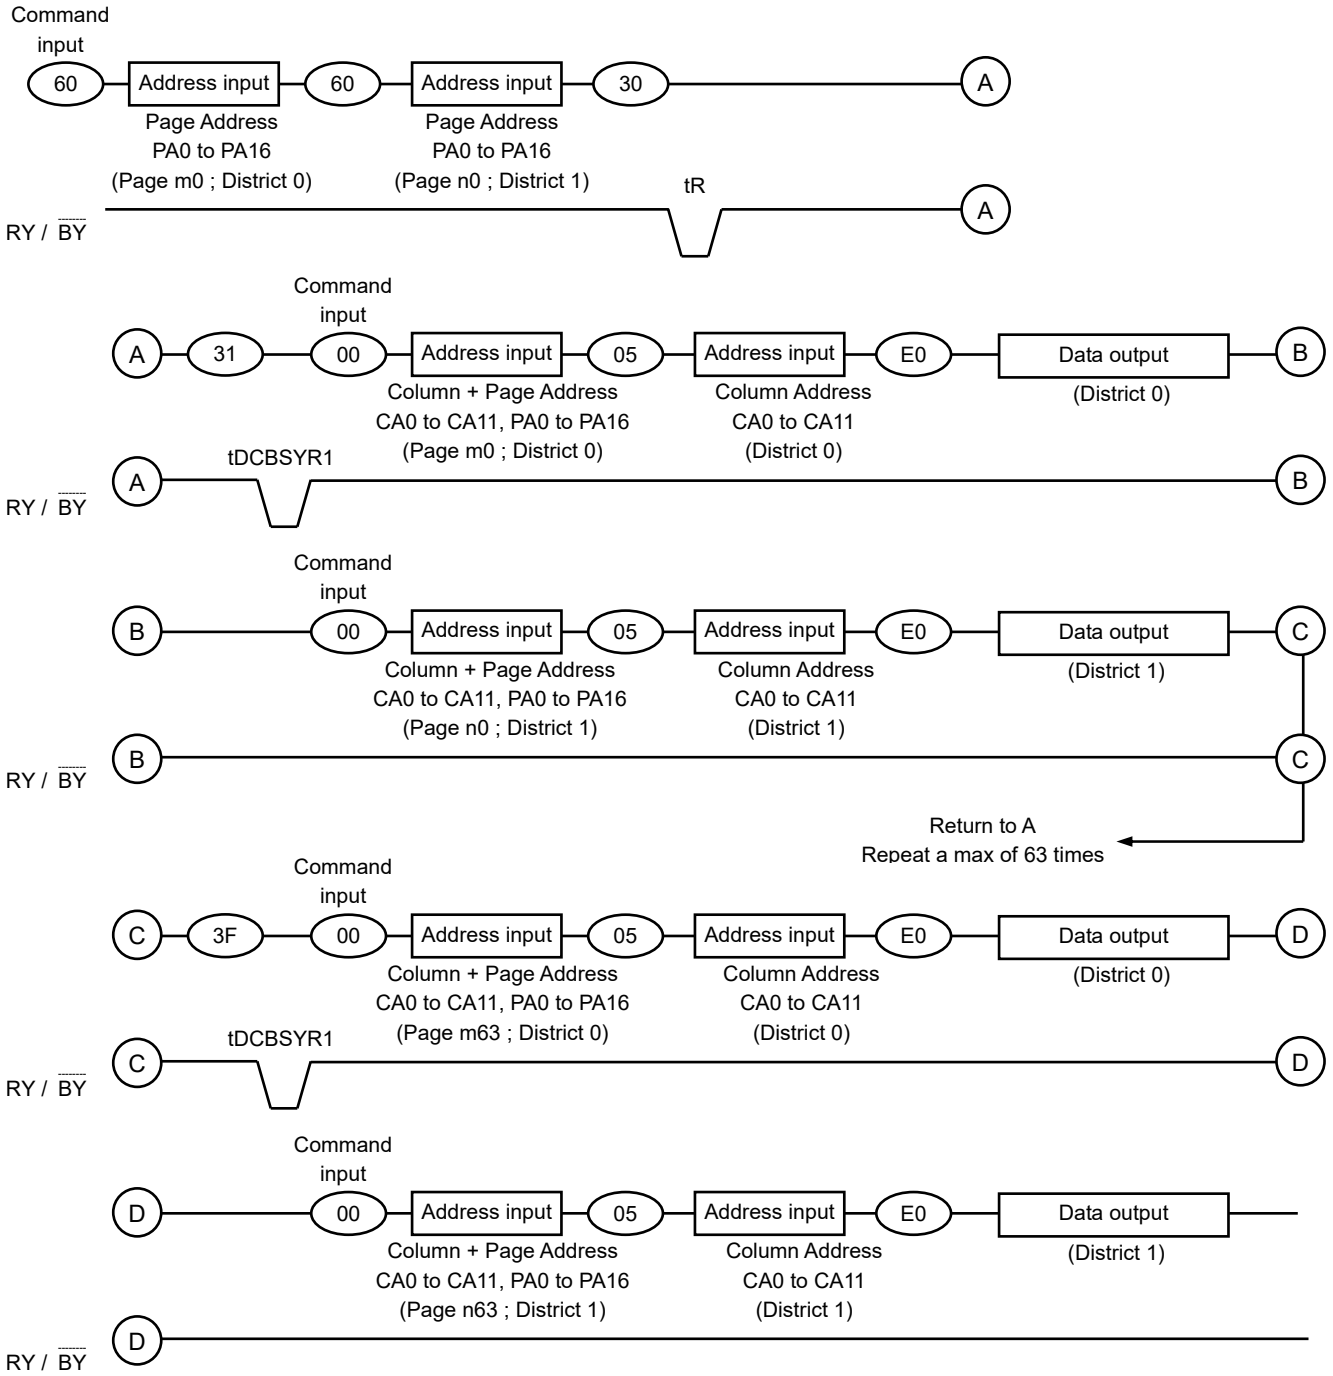 Command
input
60 Address input 60 Address input 30 A
Page Address Page Address
PA0 to PA16 PA0 to PA16
(Page m0 ; District 0) (Page n0 ; District 1) tR
RY / BY A
Command
input
A 31 00 Address input 05 Address input E0 Data output B
Column + Page Address Column Address (District 0)
CA0 to CA11, PA0 to PA16 CA0 to CA11
(Page m0 ; District 0) (District 0)
tDCBSYR1
RY / BY A B
Command
input
B 00 Address input 05 Address input E0 Data output C
Column + Page Address Column Address (District 1)
CA0 to CA11, PA0 to PA16 CA0 to CA11
(Page n0 ; District 1) (District 1)
RY / BY B C
Return to A
Repeat a max of 63 times
Command
input
C 3F 00 Address input 05 Address input E0 Data output D
Column + Page Address Column Address (District 0)
CA0 to CA11, PA0 to PA16 CA0 to CA11
(Page m63 ; District 0) (District 0)
tDCBSYR1
RY / BY C D
Command
input
D 00 Address input 05 Address input E0 Data output
Column + Page Address Column Address (District 1)
CA0 to CA11, PA0 to PA16 CA0 to CA11
(Page n63 ; District 1) (District 1)
RY / BY D